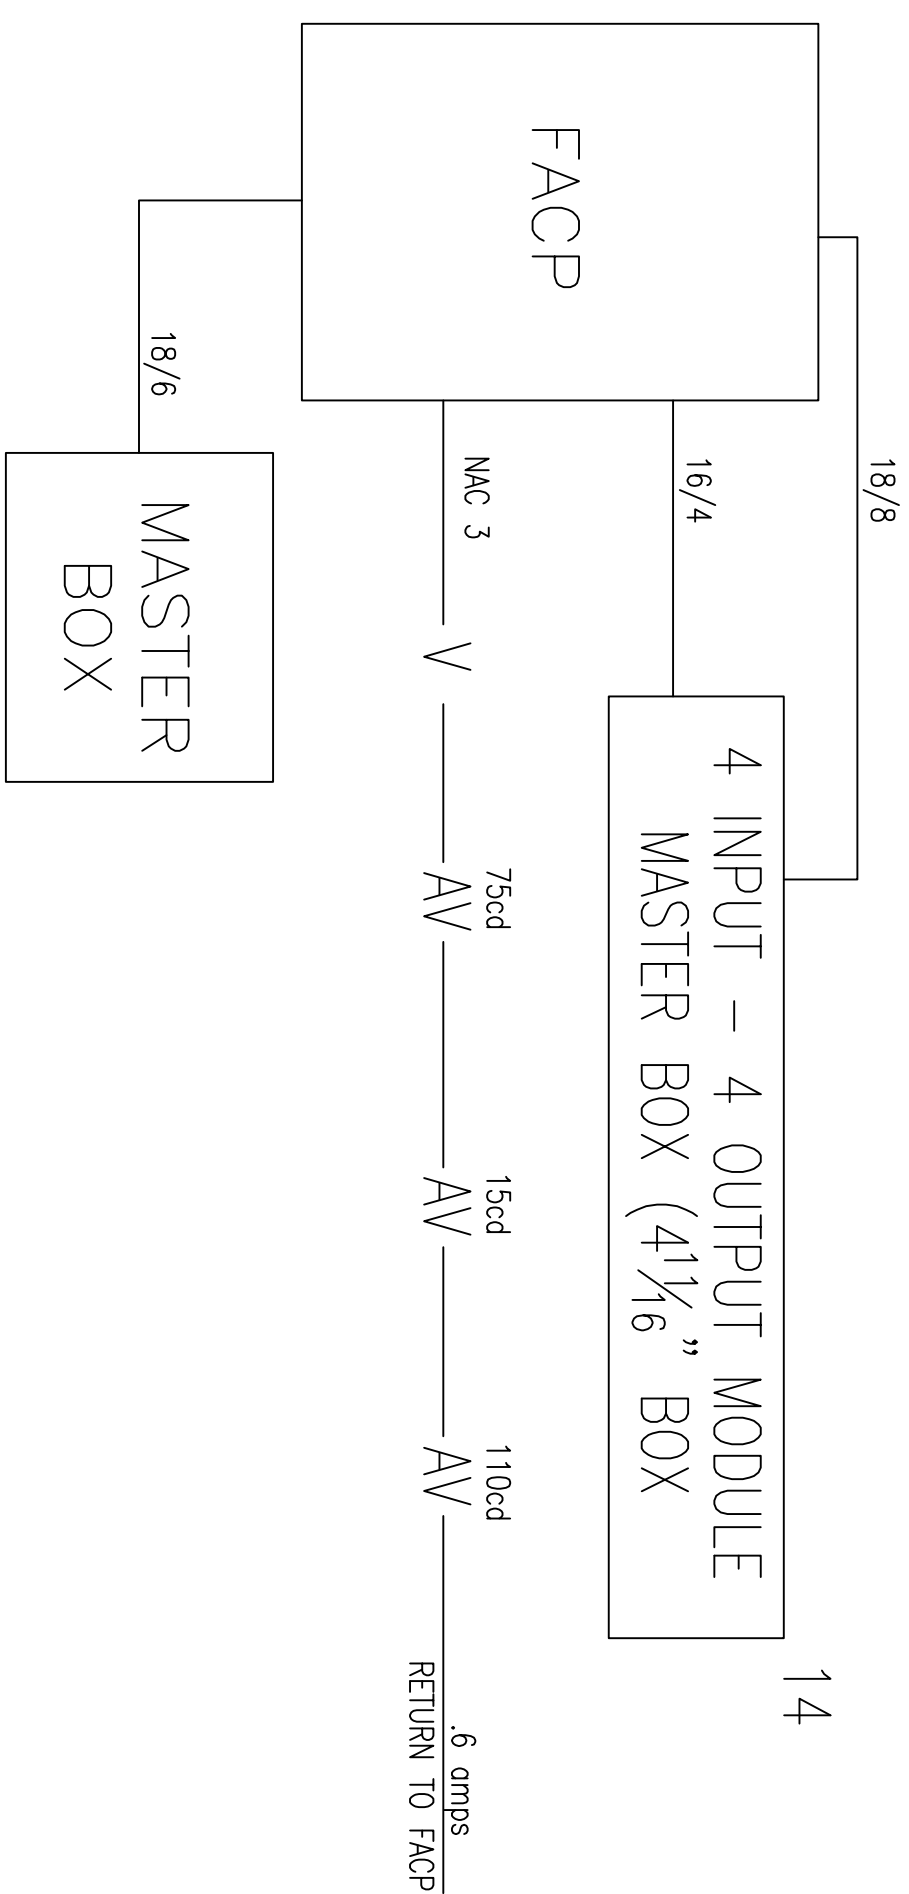 18/8
14
FACP
16/4
4 INPUT - 4 OUTPUT MODULE
MASTER BOX (4 11/16" BOX
NAC 3
75cd
15cd
110cd
.6 amps
V
AV
AV
AV
RETURN TO FACP
18/6
MASTER
BOX